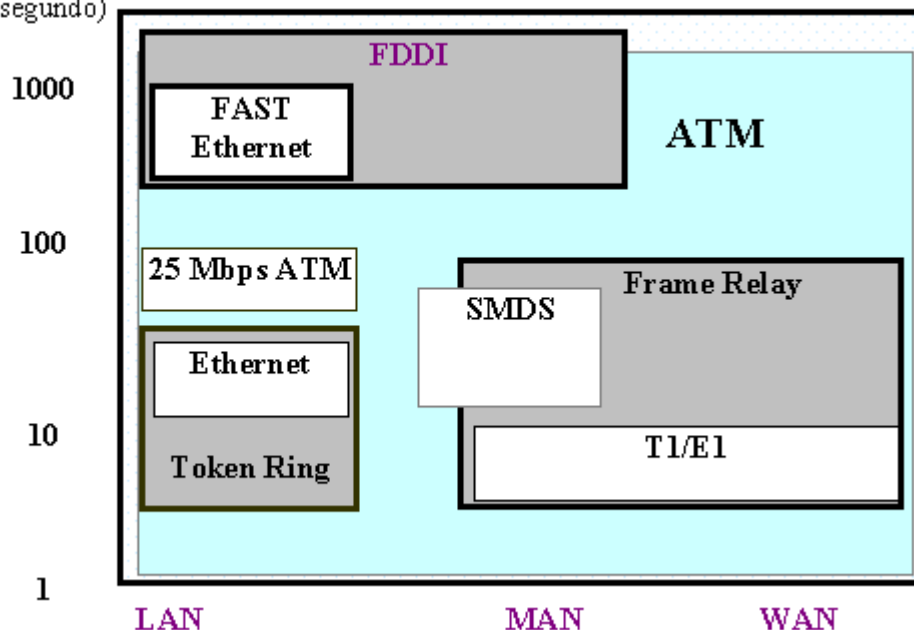 segundo)
FDDI
1000
FAST
Ethernet
ATM
100
25 Mbps ATM
Frame Relay
SMDS
Ethernet
10
T1/E1
Token Ring
1
LAN
MAN
WAN